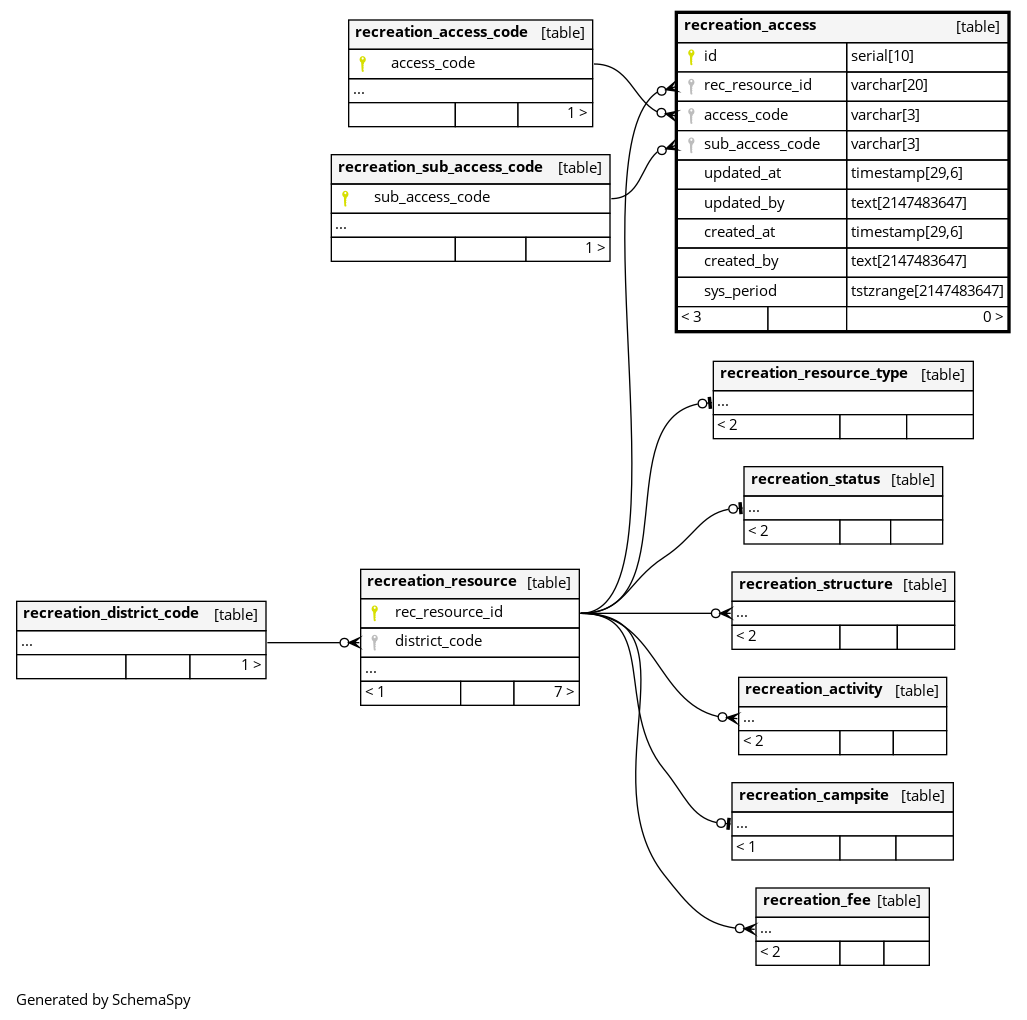 recreation_access_code [table]
access_code
...
1 >
recreation_sub_access_code [table]
sub_access_code
...
1 >
recreation_access [table]
id serial[10]
rec_resource_id varchar[20]
access_code varchar[3]
sub_access_code varchar[3]
updated_at timestamp[29,6]
updated_by text[2147483647]
created_at timestamp[29,6]
created_by text[2147483647]
sys_period tstzrange[2147483647]
< 3 0 >
recreation_resource_type [table]
...
< 2
recreation_status [table]
...
< 2
recreation_district_code [table]
...
1 >
recreation_resource [table]
rec_resource_id
district_code
...
< 1 7 >
recreation_structure [table]
...
< 2
recreation_activity [table]
...
< 2
recreation_campsite [table]
...
< 1
recreation_fee [table]
...
< 2
Generated by SchemaSpy